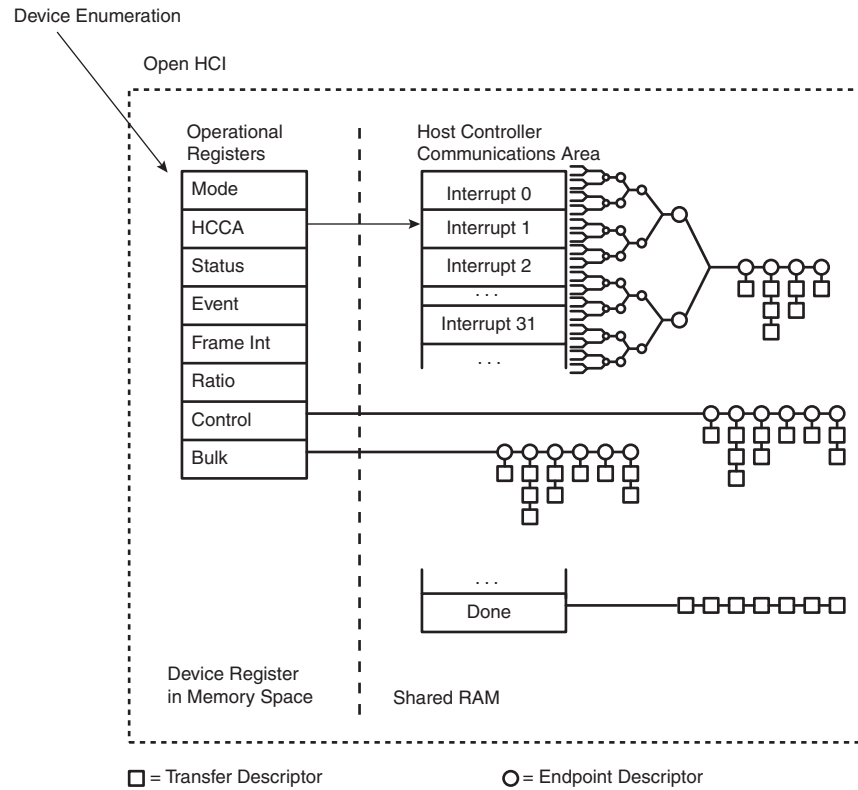 Device Enumeration
Open HCI
Operational
Registers
Mode
HCCA
Status
Event
Frame Int
Ratio
Control
Bulk
Host Controller
Communications Area
Interrupt 0
Interrupt 1
Interrupt 2
. . .
Interrupt 31
. . .
. . .
Done
Device Register
in Memory Space
Shared RAM
= Transfer Descriptor
= Endpoint Descriptor